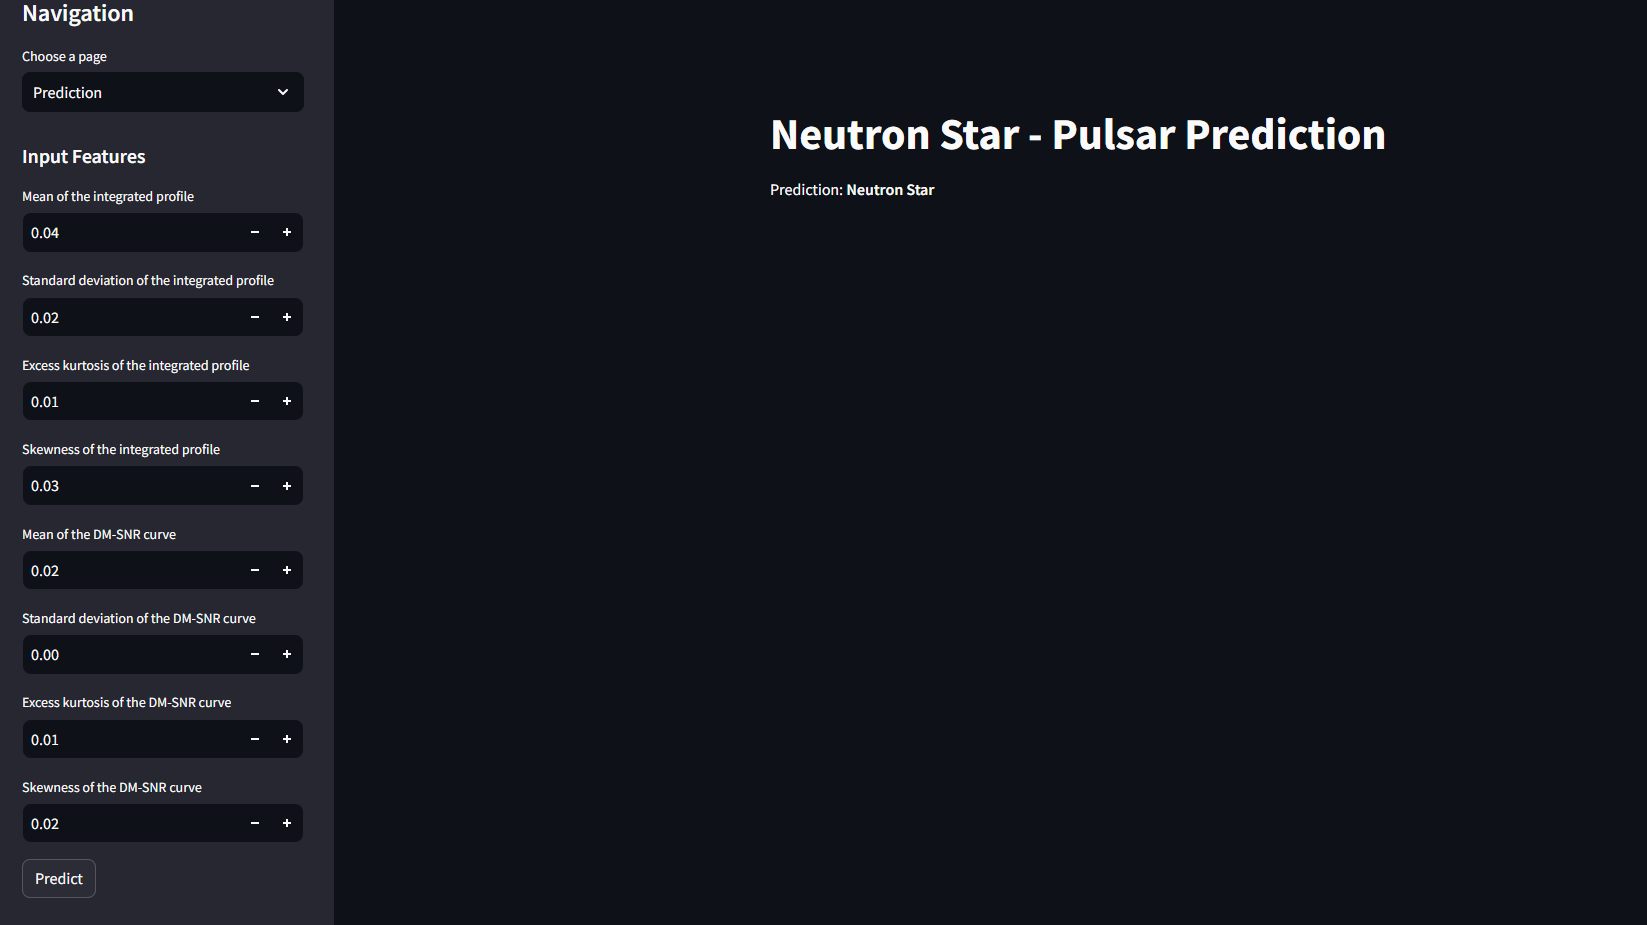 Navigation
Choose a page
Prediction
Input Features
Mean of the integrated profile
0.04
Standard deviation of the integrated profile
0.02
Excess kurtosis of the integrated profile
0.01
Skewness of the integrated profile
0.03
Mean of the DM-SNR curve
0.02
Standard deviation of the DM-SNR curve
0.00
Excess kurtosis of the DM-SNR curve
0.01
Skewness of the DM-SNR curve
0.02
Predict
Neutron Star - Pulsar Prediction
Prediction: Neutron Star